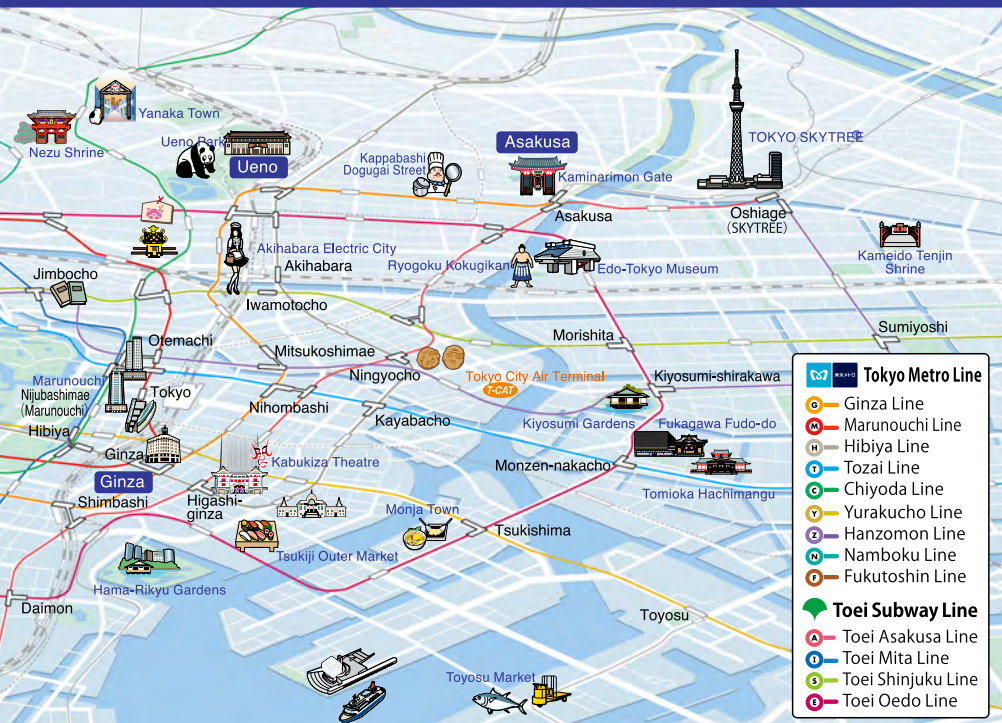 Yanaka Town
Nezu Shrine
Ueno Park
Ueno
Kappabashi
Dogugai Street
Asakusa
Kaminarimon Gate
TOKYO SKYTREE
Asakusa
Oshiage
(SKYTREE)
Akihabara Electric City
Akihabara
Ryogoku Kokugikan
Edo-Tokyo Museum
Kameido Tenjin
Shrine
Jimbocho
Iwamotocho
Otemachi
Mitsukoshimae
Morishita
Sumiyoshi
Marunouchi
Nijubashimae
(Marunouchi)
Tokyo
Ningyocho
Tokyo City Air Terminal
T-CAT
Kiyosumi-shirakawa
Hibiya
Nihombashi
Kayabacho
Kiyosumi Gardens
Fukagawa Fudo-do
Ginza
Kabukiza Theatre
Monzen-nakacho
Ginza
Tomioka Hachimangu
Shimbashi
Higashi-
ginza
Monja Town
Tsukishima
Tsukiji Outer Market
Hama-Rikyu Gardens
Daimon
Toyosu
Toyosu Market
東京メトロ
Tokyo Metro Line
G Ginza Line
M Marunouchi Line
H Hibiya Line
T Tozai Line
C Chiyoda Line
Y Yurakucho Line
Z Hanzomon Line
N Namboku Line
F Fukutoshin Line
Toei Subway Line
A Toei Asakusa Line
I Toei Mita Line
S Toei Shinjuku Line
E Toei Oedo Line